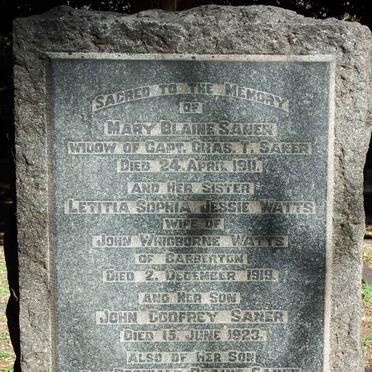 SACRED TO THE MEMORY
OF
MARY BLAINE SANER
WIDOW OF CAPT. CHAS. T. SANER
DIED 24. APRIL 1911.
AND HER SISTER
LETITIA SOPHIA JESSIE WATTS
WIFE OF
JOHN WHIGBORNE WATTS
OF BARBERTON
DIED 2. DECEMBER 1919.
AND HER SON
JOHN GODFREY SANER
DIED 15. JUNE 1923.
ALSO OF HER SON
SANER